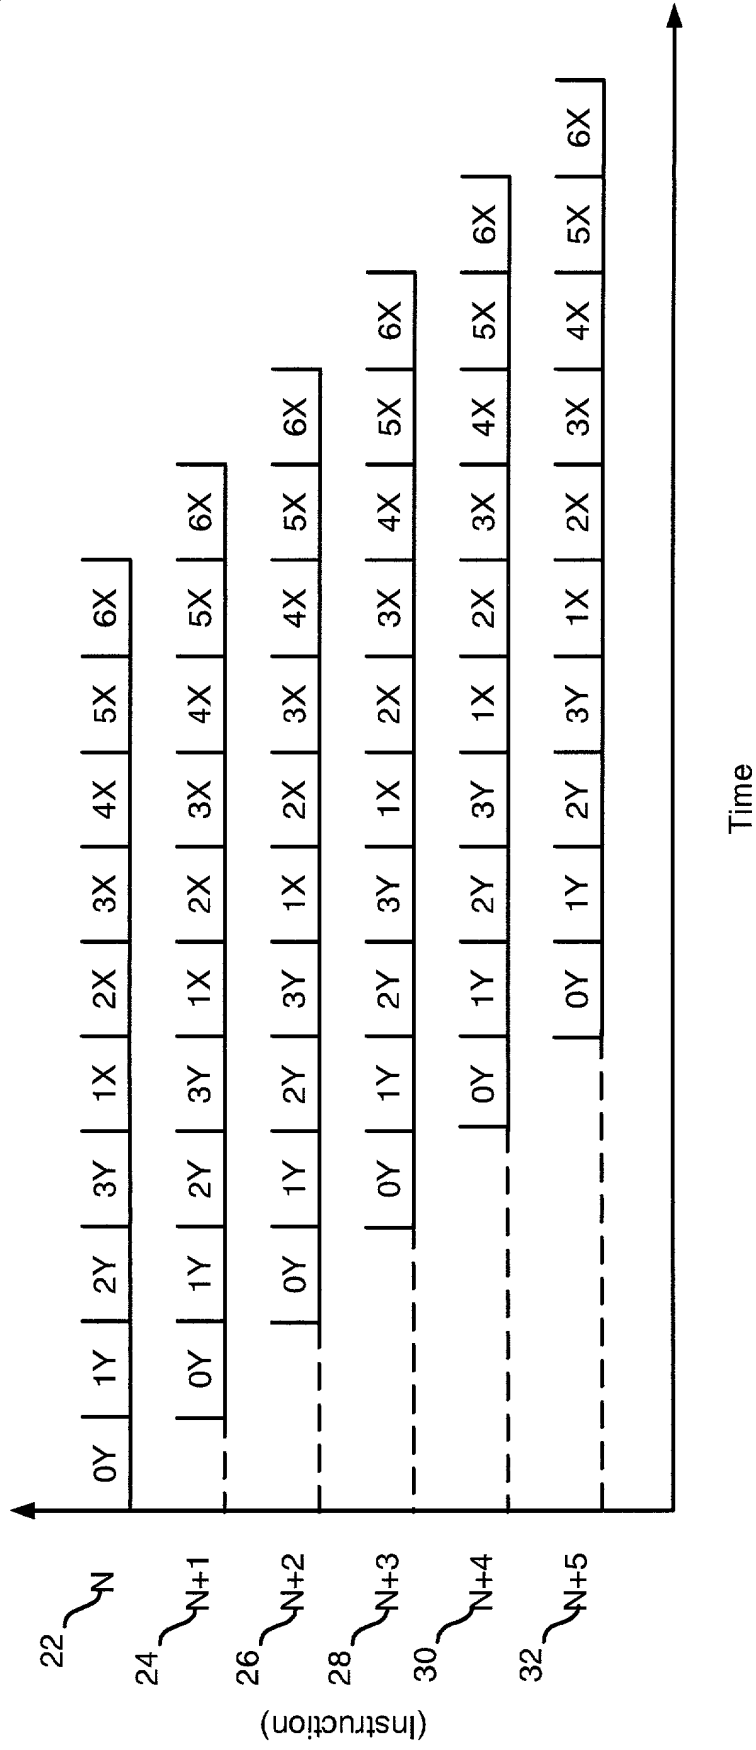 22 N 0Y 1Y 2Y 3Y 1X 2X 3X 4X 5X 6X
24 N+1 0Y 1Y 2Y 3Y 1X 2X 3X 4X 5X 6X
26 N+2 0Y 1Y 2Y 3Y 1X 2X 3X 4X 5X 6X
28 N+3 0Y 1Y 2Y 3Y 1X 2X 3X 4X 5X 6X
30 N+4 0Y 1Y 2Y 3Y 1X 2X 3X 4X 5X 6X
32 N+5 0Y 1Y 2Y 3Y 1X 2X 3X 4X 5X 6X
(Instruction)
Time